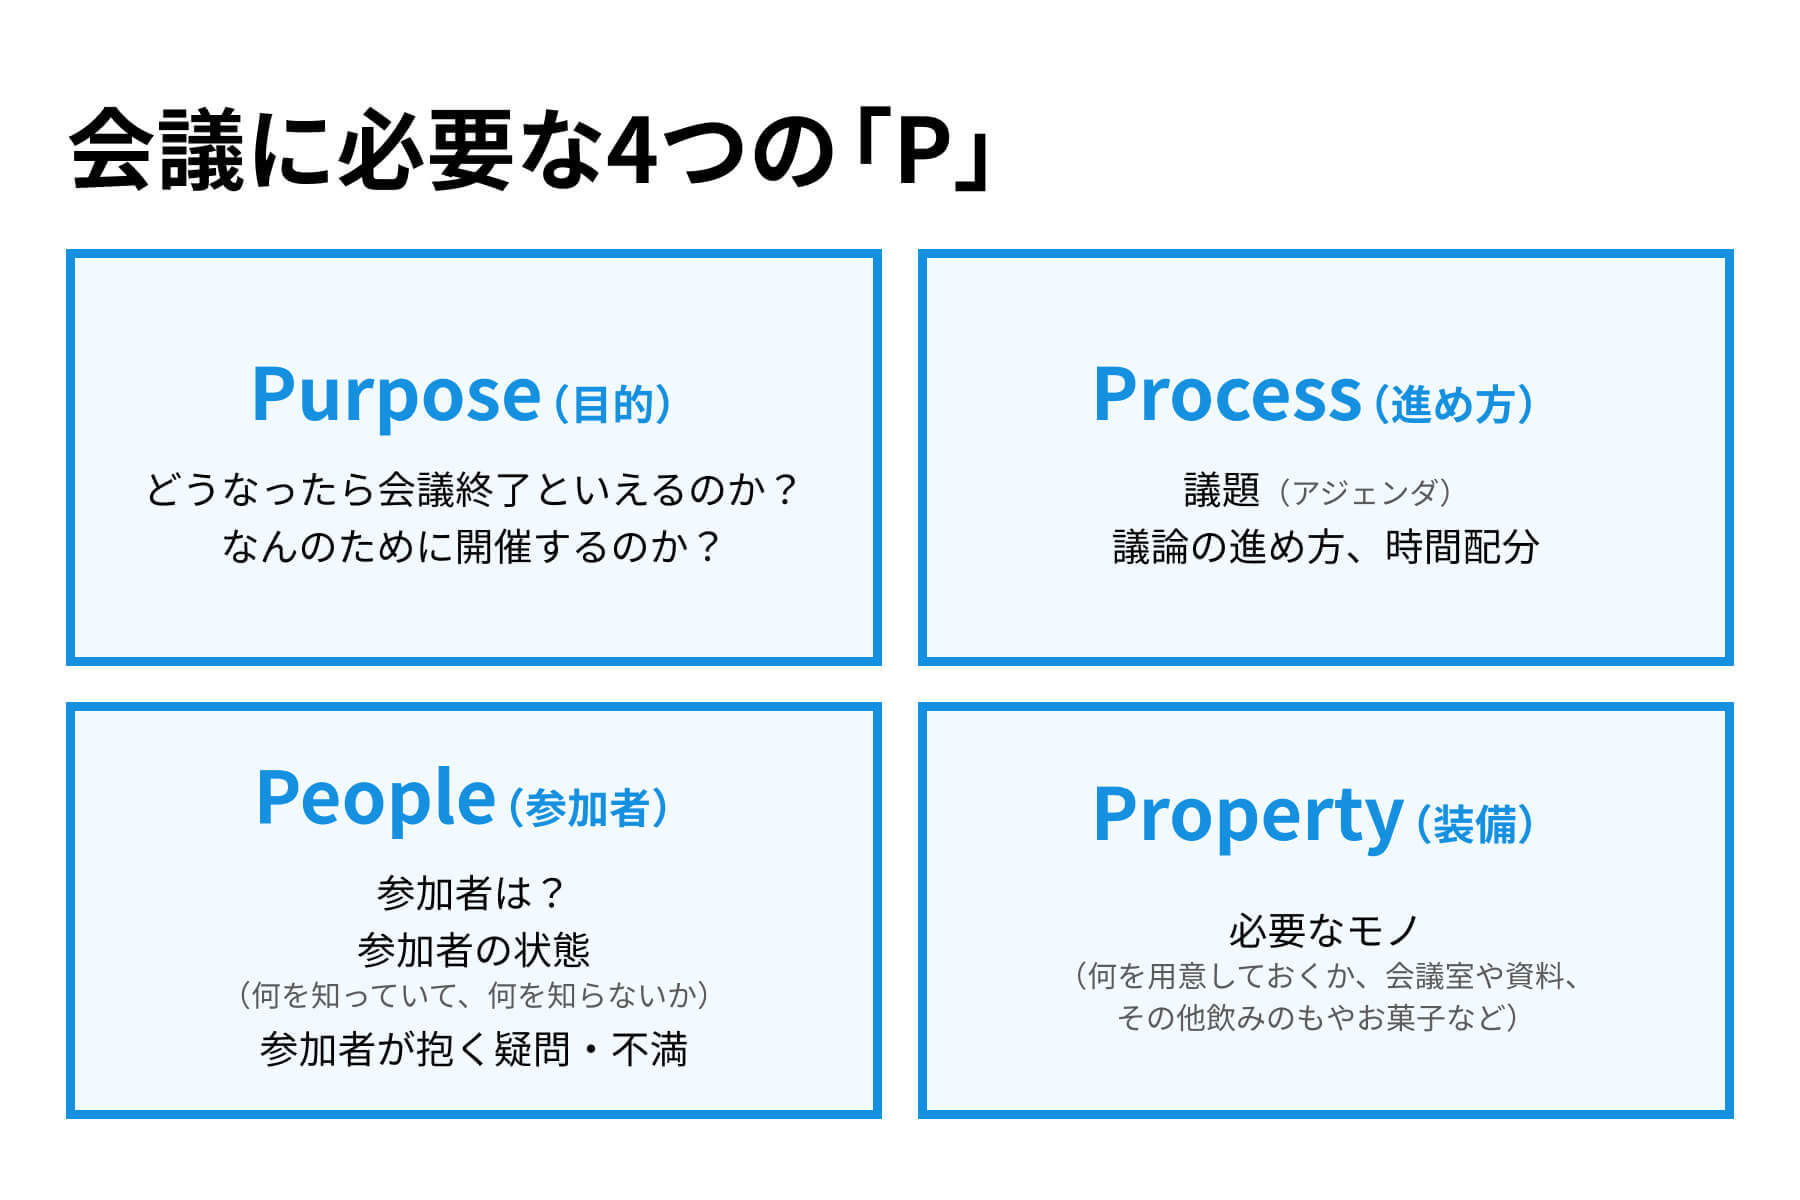 会議に必要な4つの「P」
Purpose（目的）
どうなったら会議終了といえるのか？
なんのために開催するのか？
Process（進め方）
議題（アジェンダ）
議論の進め方、時間配分
People（参加者）
参加者は？
参加者の状態
（何を知っていて、何を知らないか）
参加者が抱く疑問・不満
Property（装備）
必要なモノ
（何を用意しておくか、会議室や資料、
その他飲みのもやお菓子など）